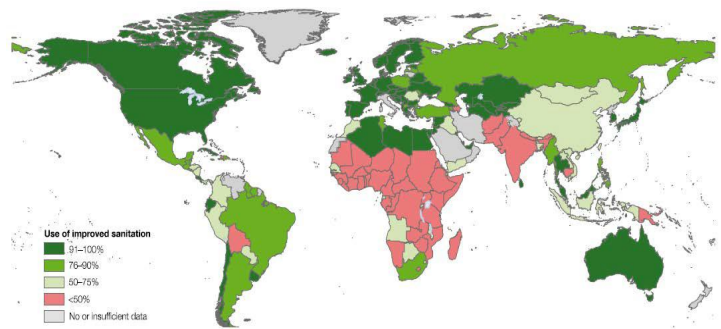 Use of improved sanitation
91–100%
76–90%
50–75%
<50%
No or insufficient data